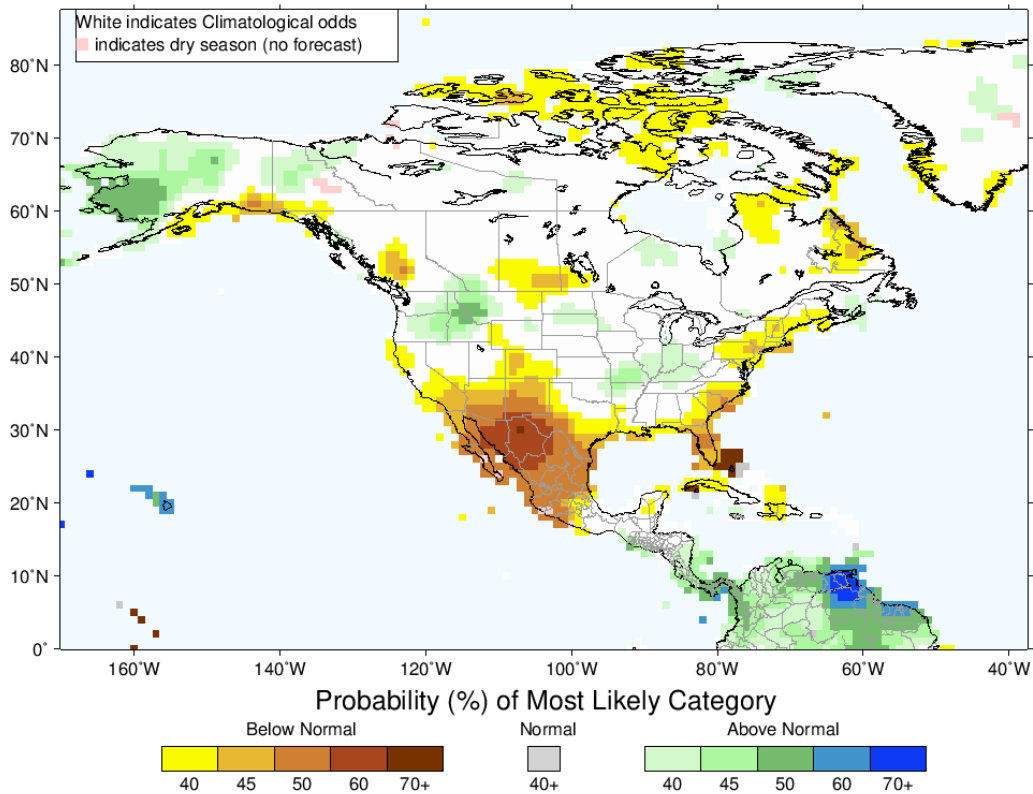 White indicates Climatological odds
indicates dry season (no forecast)
80°N
70°N
60°N
50°N
40°N
30°N
20°N
10°N
0°
160°W 140°W 120°W 100°W 80°W 60°W 40°W
Probability (%) of Most Likely Category
Below Normal Normal Above Normal
40 45 50 60 70+ 40+ 40 45 50 60 70+